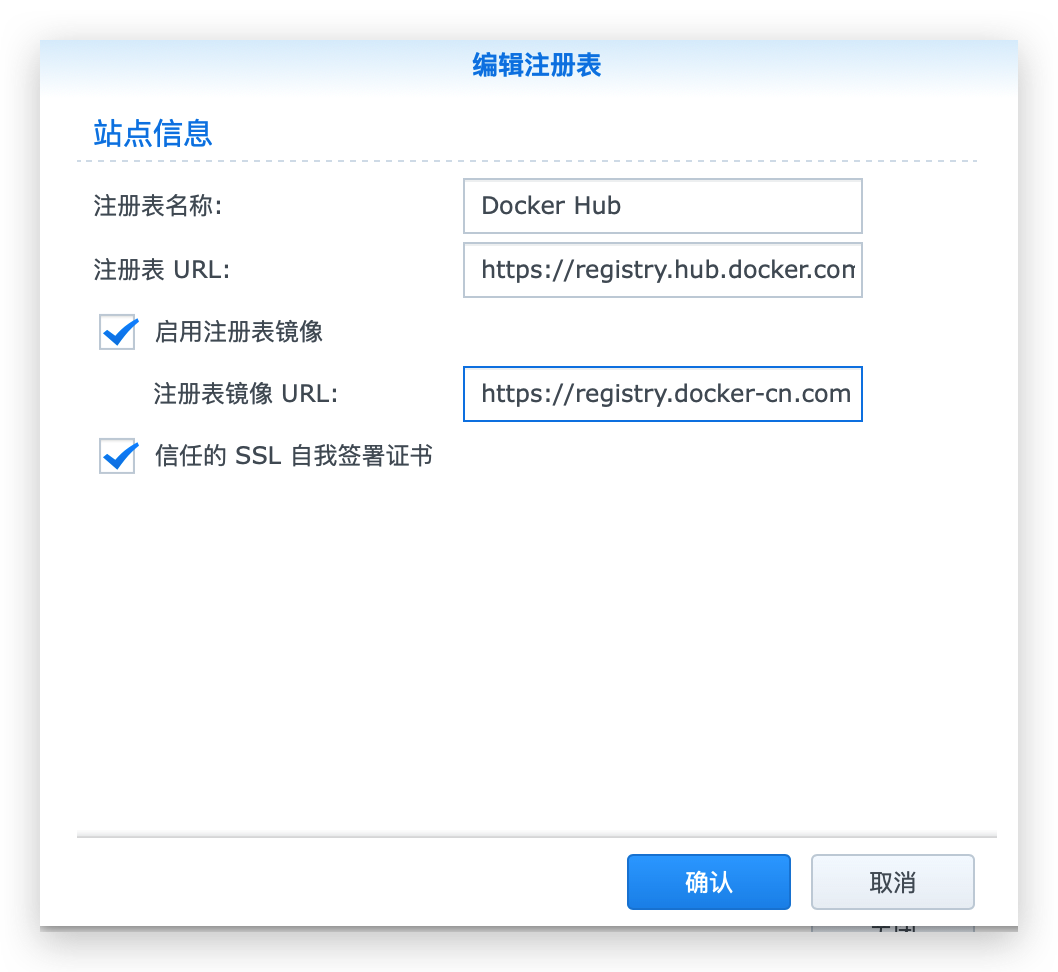 编辑注册表
站点信息
注册表名称: Docker Hub
注册表 URL: https://registry.hub.docker.com
启用注册表镜像
注册表镜像 URL: https://registry.docker-cn.com
信任的 SSL 自我签署证书
确认 取消